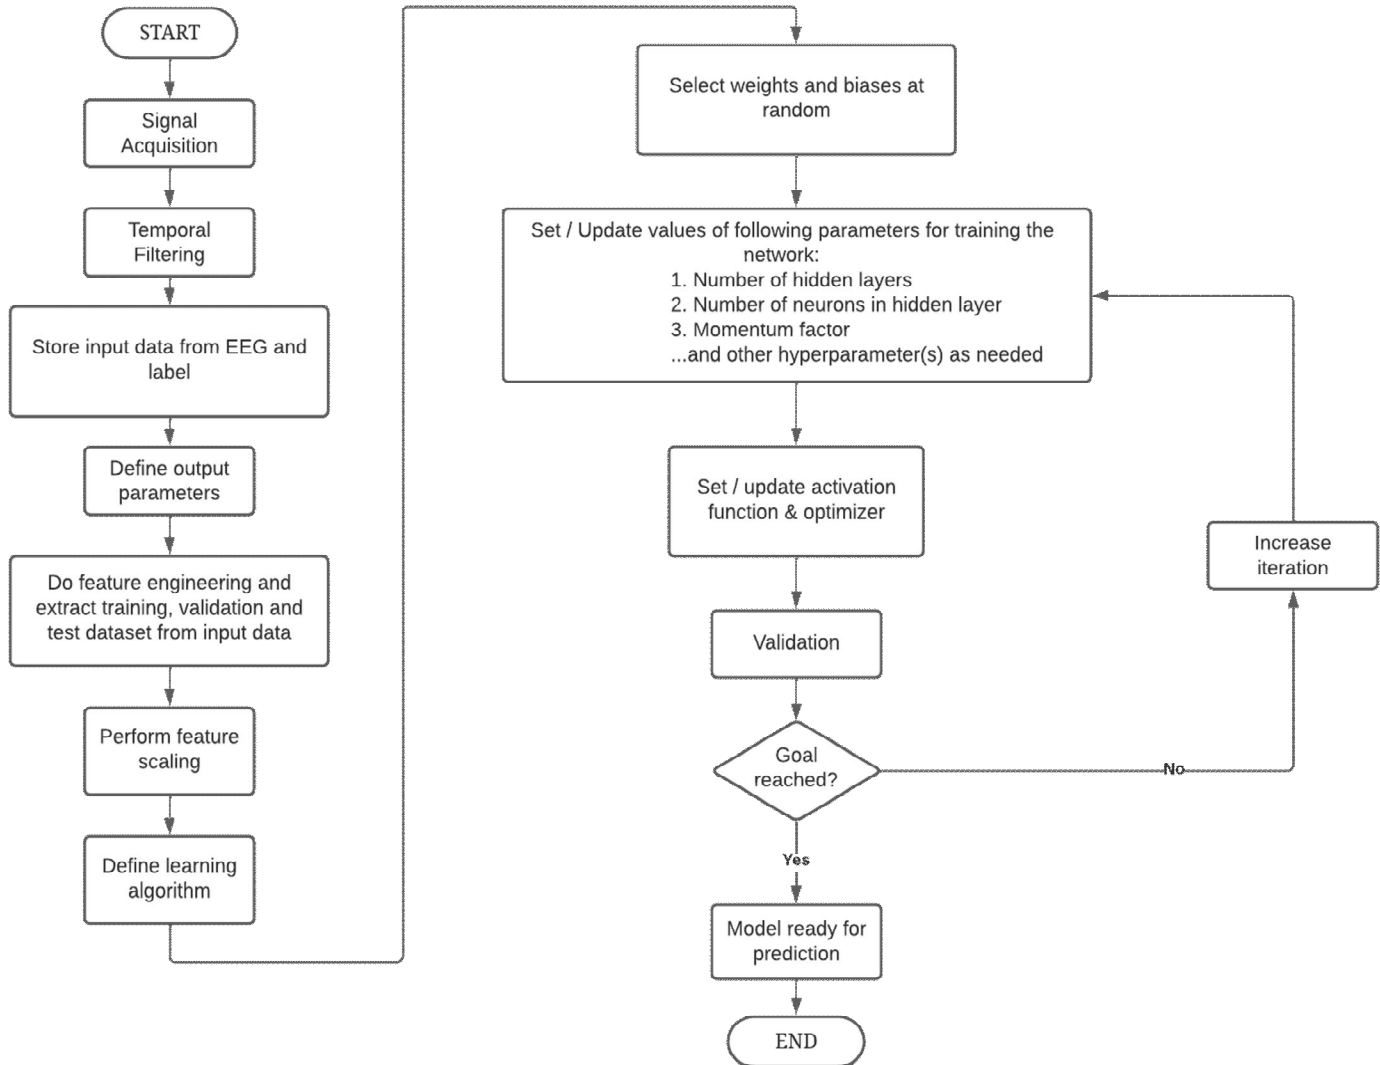 START
Signal
Acquisition
Temporal
Filtering
Store input data from EEG and
label
Define output
parameters
Do feature engineering and
extract training, validation and
test dataset from input data
Perform feature
scaling
Define learning
algorithm
Select weights and biases at
random
Set / Update values of following parameters for training the
network:
1. Number of hidden layers
2. Number of neurons in hidden layer
3. Momentum factor
...and other hyperparameter(s) as needed
Set / update activation
function & optimizer
Validation
Goal
reached?
No
Increase
iteration
Yes
Model ready for
prediction
END